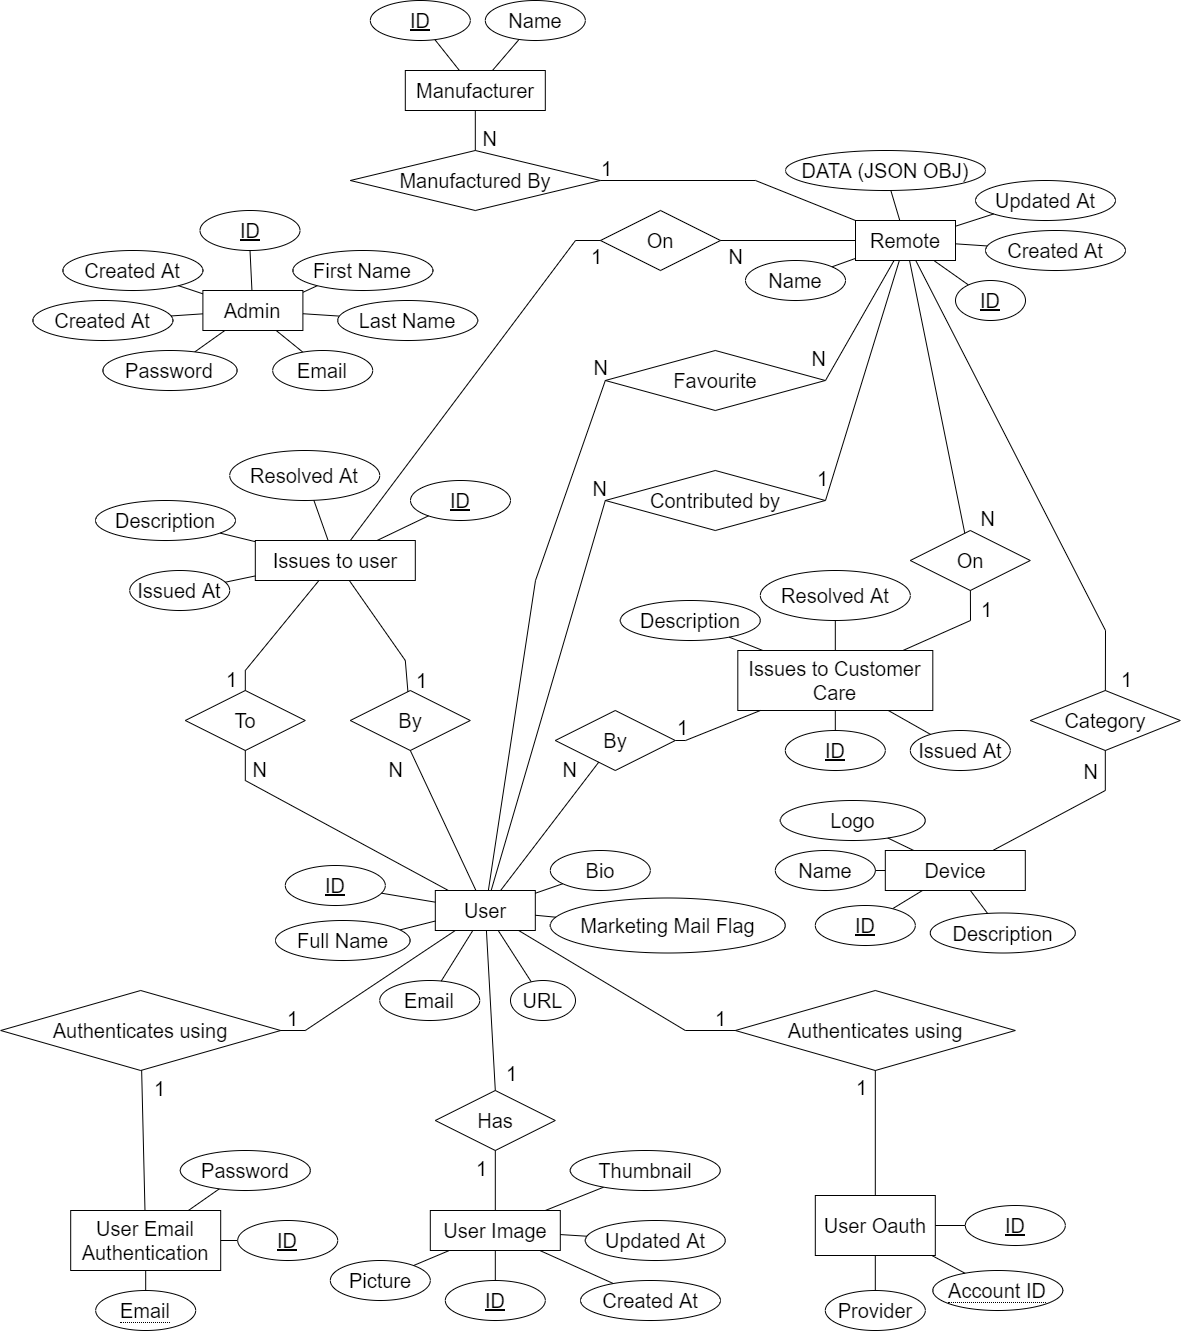 ID
Name
Manufacturer
N
Manufactured By
1
DATA (JSON OBJ)
Updated At
Remote
Created At
Name
ID
On
1
N
ID
Created At
First Name
Admin
Created At
Last Name
Password
Email
N
Favourite
N
N
Contributed by
1
Resolved At
ID
Description
Issues to user
Issued At
N
On
1
Resolved At
Description
Issues to Customer
Care
ID
Issued At
1
To
N
1
By
N
By
1
N
1
Category
N
Logo
Name
Device
ID
Description
ID
Bio
User
Full Name
Marketing Mail Flag
Email
URL
Authenticates using
1
1
1
Authenticates using
1
1
Has
1
Password
User Email
Authentication
ID
Email
Thumbnail
User Image
Updated At
Picture
ID
Created At
User Oauth
ID
Account ID
Provider